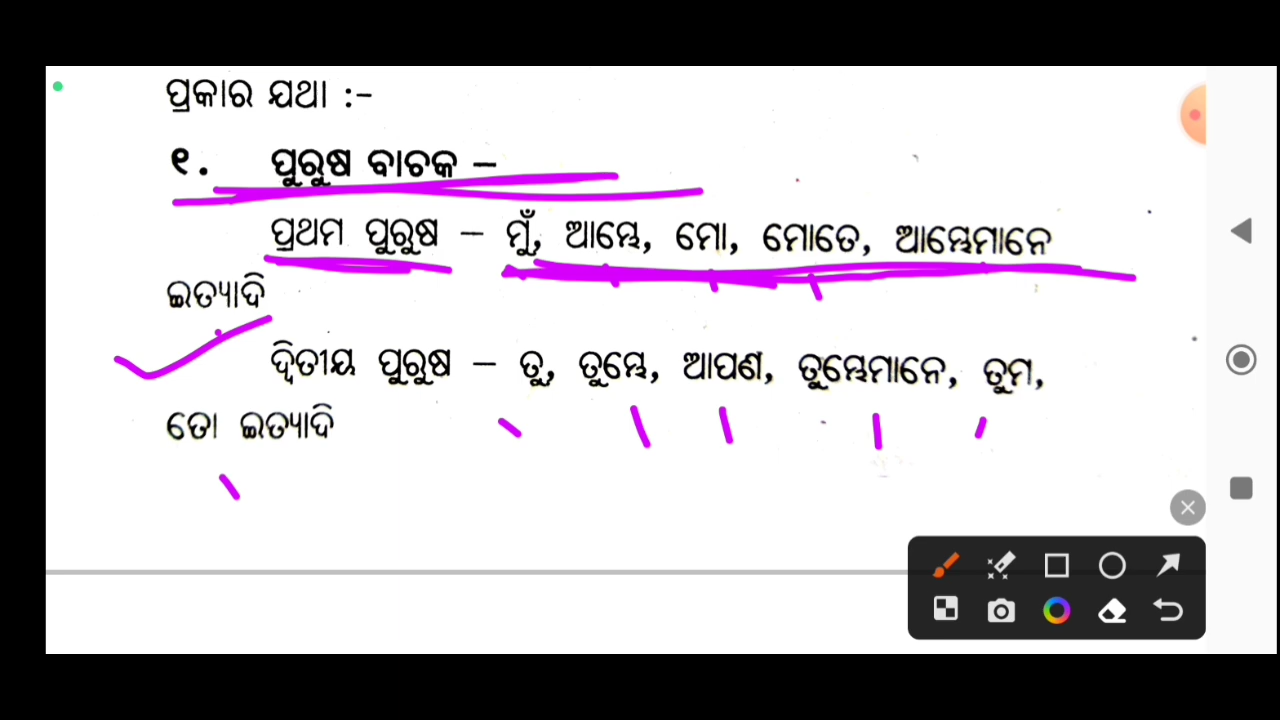 ପ୍ରକାର ଯଥା :-
୧. ପୁରୁଷ ବାଚକ –
ପ୍ରଥମ ପୁରୁଷ – ମୁଁ, ଆମ୍ଭେ, ମୋ, ମୋତେ, ଆମ୍ଭେମାନେ
ଇତ୍ୟାଦି
ଦ୍ଵିତୀୟ ପୁରୁଷ – ତୁ, ତୁମ୍ଭେ, ଆପଣ, ତୁମ୍ଭେମାନେ, ତୁମ,
ତୋ ଇତ୍ୟାଦି